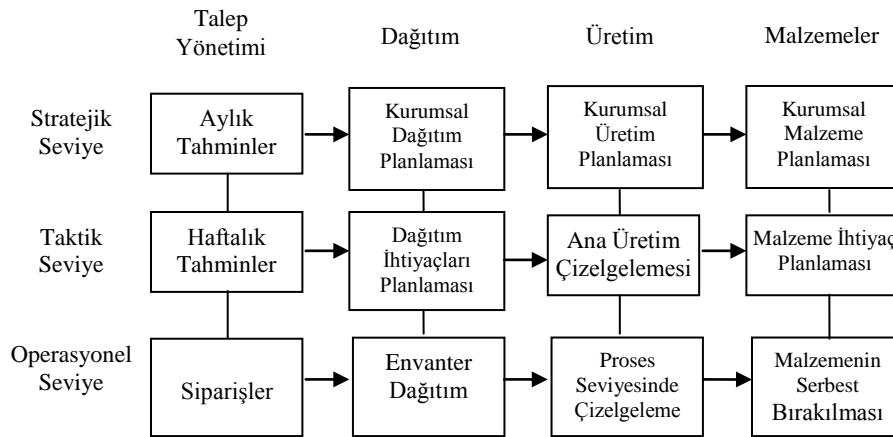 Talep
Yönetimi
Dağıtım
Üretim
Malzemeler
Stratejik
Seviye
Aylık
Tahminler
Kurumsal
Dağıtım
Planlaması
Kurumsal
Üretim
Planlaması
Kurumsal
Malzeme
Planlaması
Taktik
Seviye
Haftalık
Tahminler
Dağıtım
İhtiyaçları
Planlaması
Ana Üretim
Çizelgelemesi
Malzeme İhtiyaç
Planlaması
Operasyonel
Seviye
Siparişler
Envanter
Dağıtım
Proses
Seviyesinde
Çizelgeleme
Malzemenin
Serbest
Bırakılması